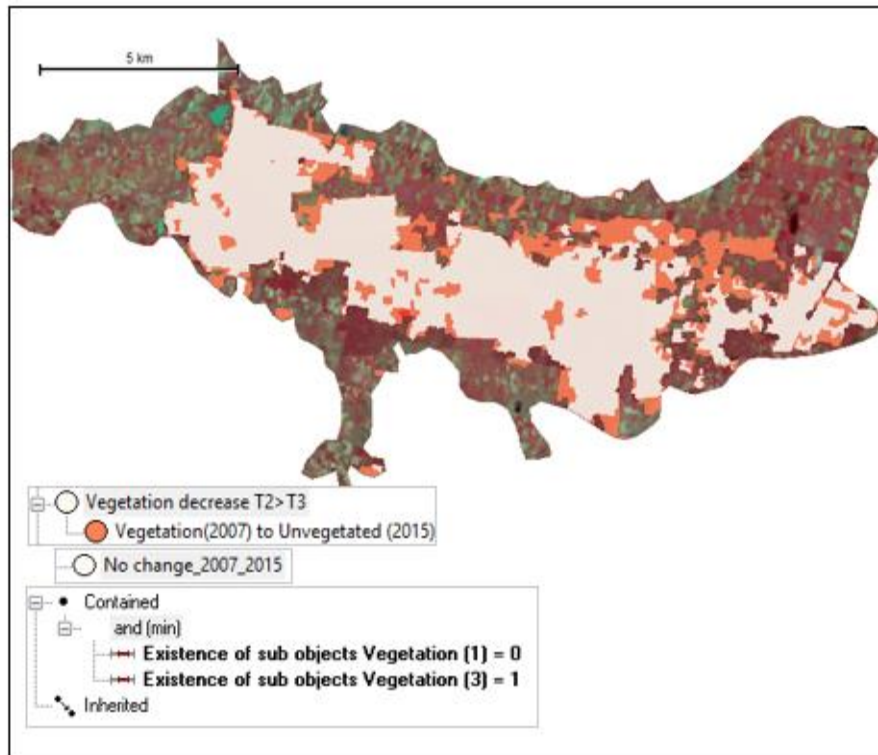 5 km
Vegetation decrease T2>T3
Vegetation(2007) to Unvegetated (2015)
No change_2007_2015
Contained
and (min)
Existence of sub objects Vegetation (1) = 0
Existence of sub objects Vegetation (3) = 1
Inherited